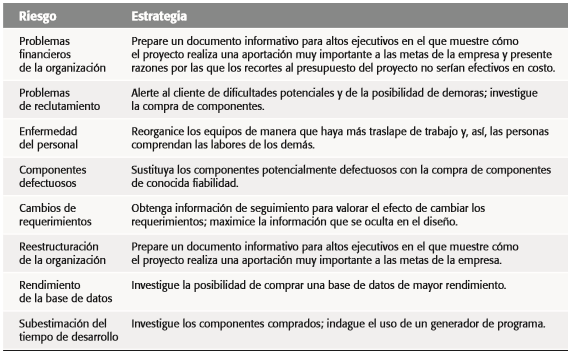 Riesgo Estrategia
Problemas Prepare un documento informativo para altos ejecutivos en el que muestre cómo
financieros el proyecto realiza una aportación muy importante a las metas de la empresa y presente
de la organización razones por las que los recortes al presupuesto del proyecto no serían efectivos en costo.
Problemas Alerte al cliente de dificultades potenciales y de la posibilidad de demoras; investigue
de reclutamiento la compra de componentes.
Enfermedad Reorganice los equipos de manera que haya más traslape de trabajo y, así, las personas
del personal comprendan las labores de los demás.
Componentes Sustituya los componentes potencialmente defectuosos con la compra de componentes
defectuosos de conocida fiabilidad.
Cambios de Obtenga información de seguimiento para valorar el efecto de cambiar los
requerimientos requerimientos; maximice la información que se oculta en el diseño.
Reestructuración Prepare un documento informativo para altos ejecutivos en el que muestre cómo
de la organización el proyecto realiza una aportación muy importante a las metas de la empresa.
Rendimiento Investigue la posibilidad de comprar una base de datos de mayor rendimiento.
de la base de datos
Subestimación del Investigue los componentes comprados; indague el uso de un generador de programa.
tiempo de desarrollo